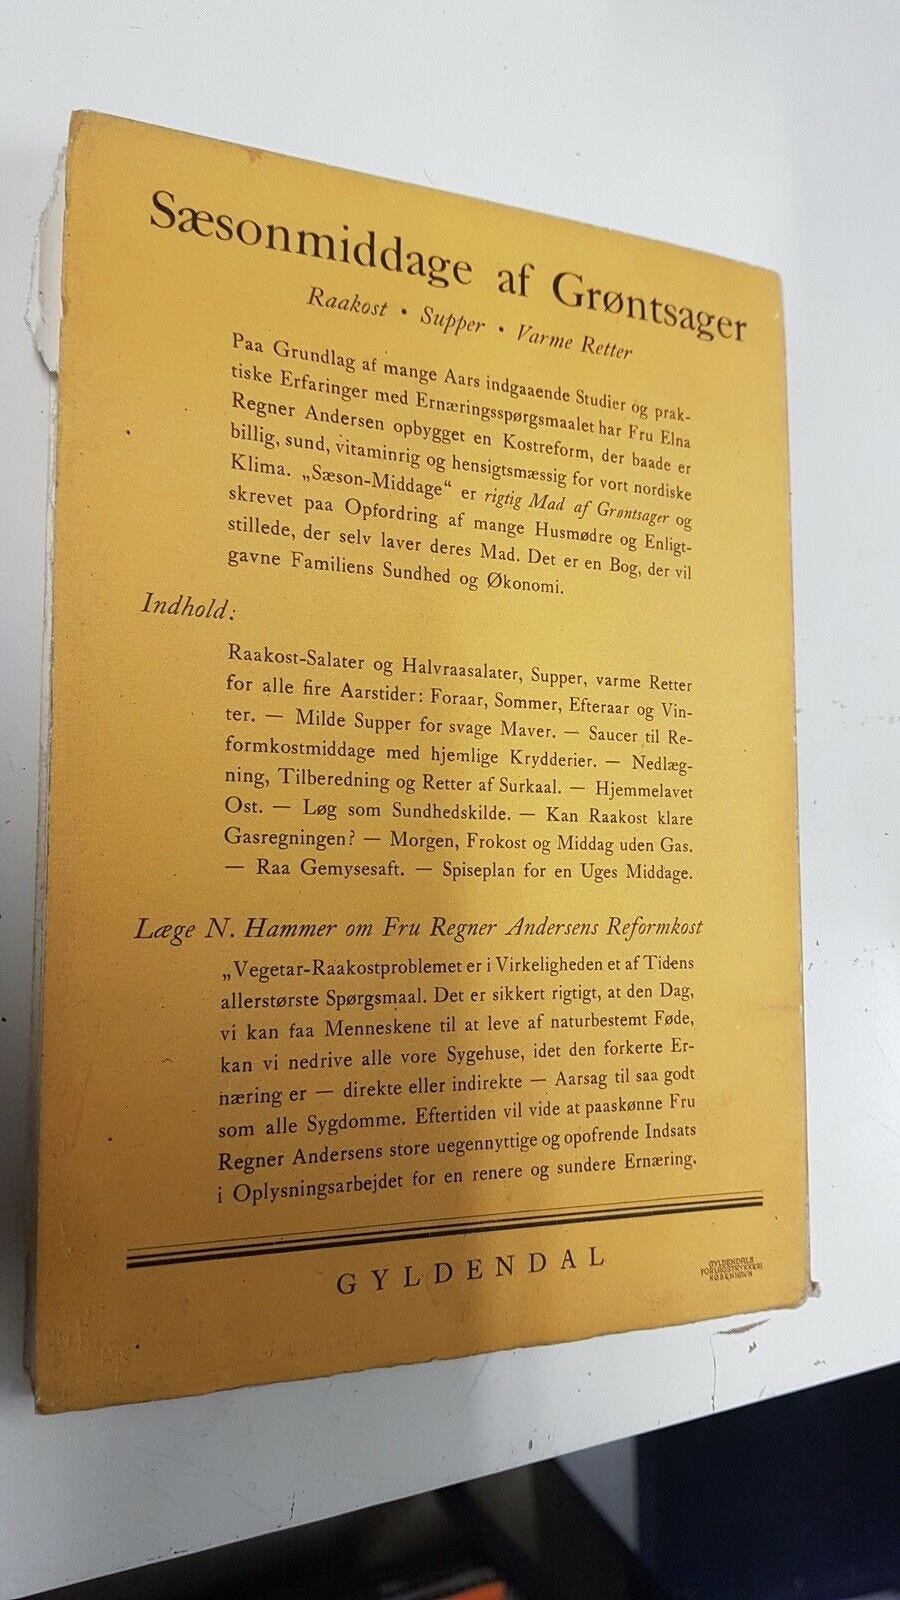 Sæsonmiddage af Grøntsager
Raakost • Supper • Varme Retter
Paa Grundlag af mange Aars indgaaende Studier og prak-
tiske Erfaringer med Ernæringsspørgsmaalet har Fru Elna
Regner Andersen opbygget en Kostreform, der baade er
billig, sund, vitaminrig og hensigtsmæssig for vort nordiske
Klima. „Sæson-Middage“ er rigtig Mad af Grøntsager og
skrevet paa Opfordring af mange Husmødre og Enligt-
stillede, der selv laver deres Mad. Det er en Bog, der vil
gavne Familiens Sundhed og Økonomi.
Indhold:
Raakost-Salater og Halvraasalater, Supper, varme Retter
for alle fire Aarstider: Foraar, Sommer, Efteraar og Vin-
ter. — Milde Supper for svage Maver. — Saucer til Re-
formkostmiddage med hjemlige Krydderier. — Nedlæg-
ning, Tilberedning og Retter af Surkaal. — Hjemmelavet
Ost. — Løg som Sundhedskilde. — Kan Raakost klare
Gasregningen? — Morgen, Frokost og Middag uden Gas.
— Raa Gemysesaft. — Spiseplan for en Uges Middage.
Læge N. Hammer om Fru Regner Andersens Reformkost
„Vegetar-Raakostproblemet er i Virkeligheden et af Tidens
allerstørste Spørgsmaal. Det er sikkert rigtigt, at den Dag,
vi kan faa Menneskene til at leve af naturbestemt Føde,
kan vi nedrive alle vore Sygehuse, idet den forkerte Er-
næring er — direkte eller indirekte — Aarsag til saa godt
som alle Sygdomme. Eftertiden vil vide at paaskønne Fru
Regner Andersens store uegennyttige og opofrende Indsats
i Oplysningsarbejdet for en renere og sundere Ernæring.
GYLDENDAL
GYLDENDALS
FORLAGSTRYKKERI
KØBENHAVN